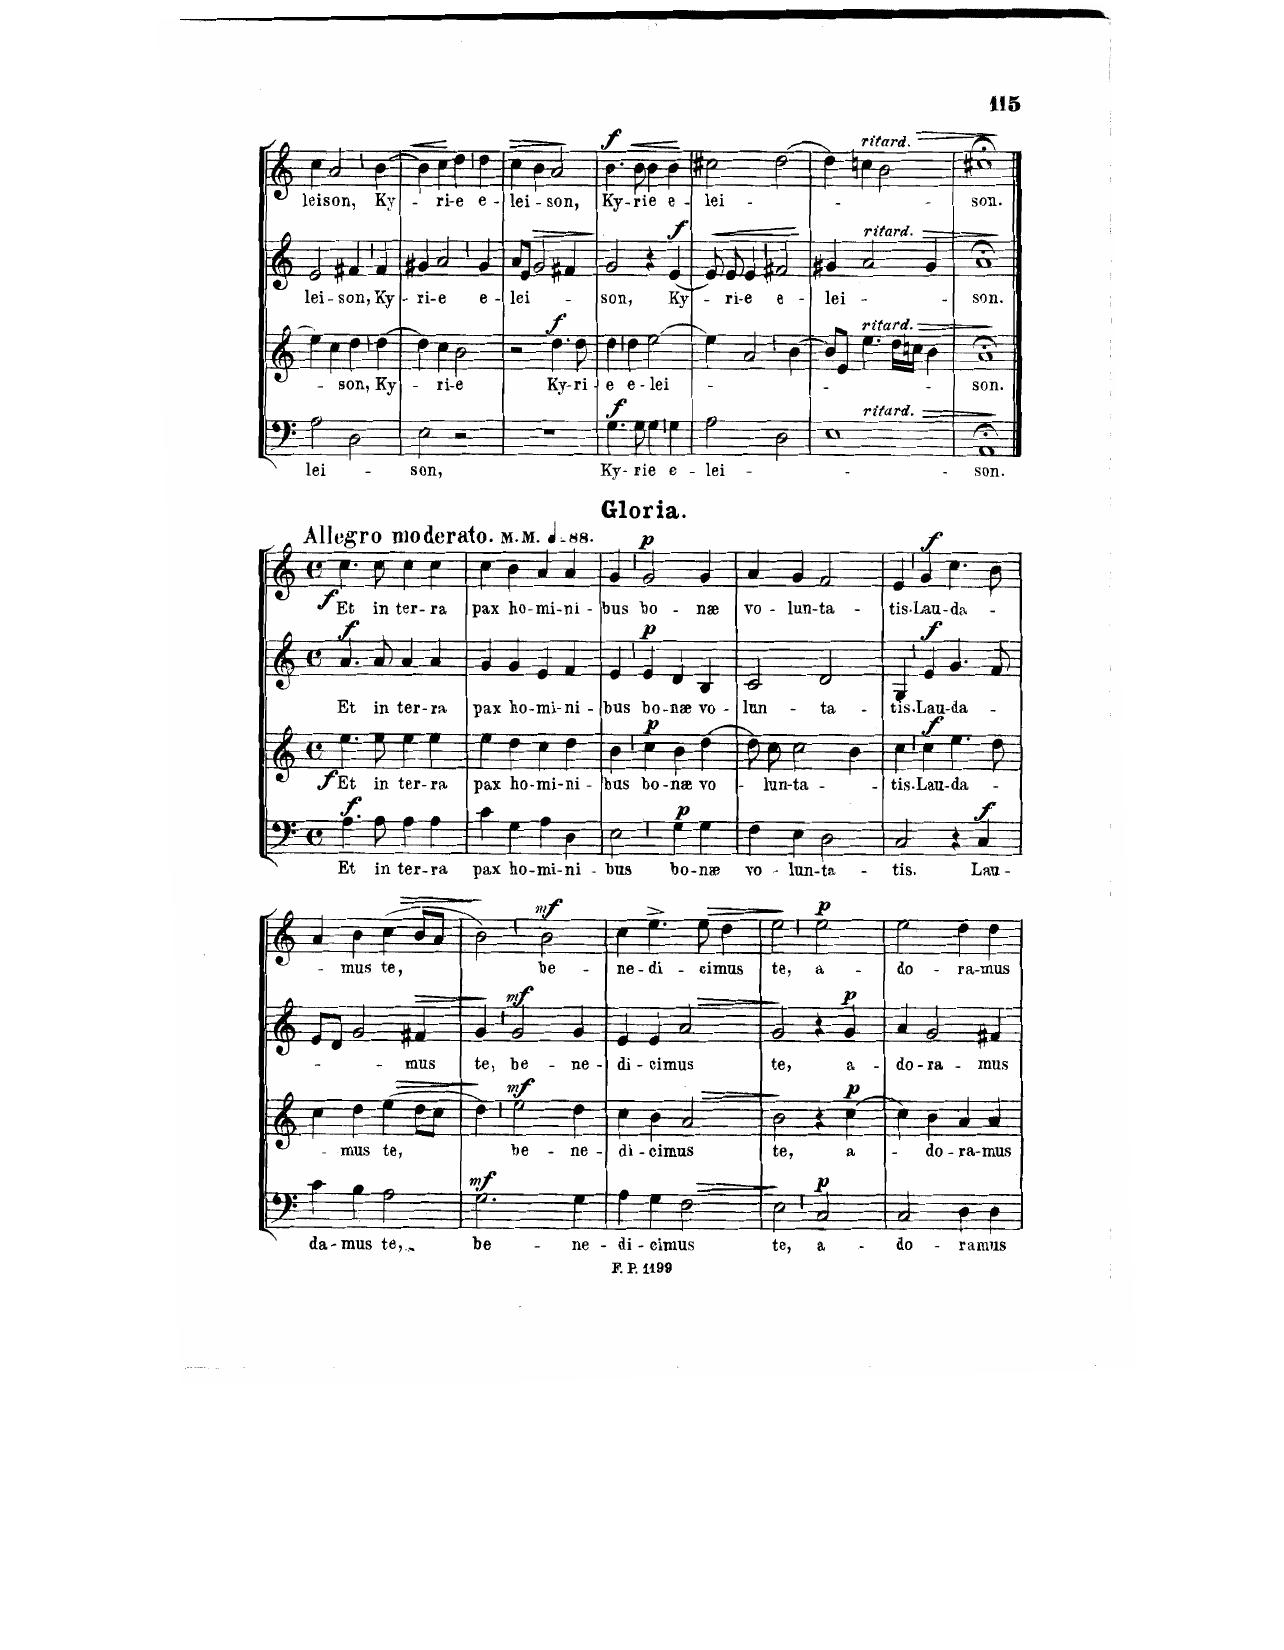 115
f ritard.
leison, Ky - ri-e e - lei - son, Ky-rie e - lei - - - son.
f ritard.
lei - son, Ky - ri-e e - lei - son, Ky - ri-e e - lei - - son.
f ritard.
- son, Ky - ri-e Ky-ri-e e-lei - - - son.
f ritard.
lei - son, Ky-rie e - lei - - - son.
Gloria.
Allegro moderato. M.M. 88.
p f
f Et in ter-ra pax ho-mi-ni-bus bo - næ vo - lun-ta - tis. Lau-da -
f p f
Et in ter-ra pax ho-mi-ni-bus bo-næ vo-lun - ta - tis. Lau-da -
p f
f Et in ter-ra pax ho-mi-ni-bus bo-næ vo - lun-ta - tis. Lau-da -
f p f
Et in ter-ra pax ho-mi-ni-bus bo-næ vo - lun-ta - tis. Lau-
mf p
- mus te, be - ne-di - cimus te, a - do - ra-mus
mf p
- - mus te, be - ne-di - cimus te, a - do-ra - mus
mf p
- mus te, be - ne-di - cimus te, a - do-ra-mus
mf p
da-mus te, be - ne-di - cimus te, a - do - ramus
F. P. 1199